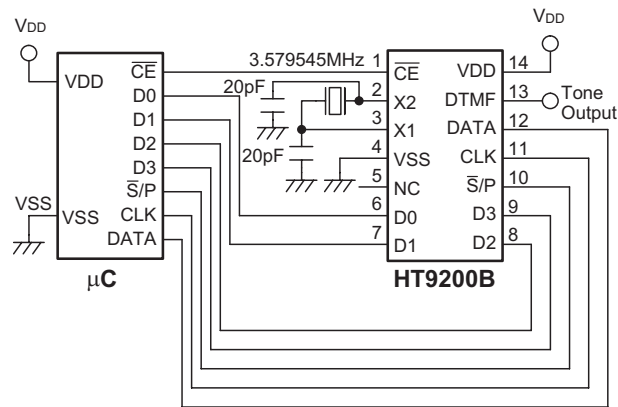 VDD
VDD
CE
D0
D1
D2
D3
S̅/P
CLK
DATA
VSS
VSS
μC
3.579545MHz
20pF
20pF
1
2
3
4
5
6
7
C̅E̅
X2
X1
VSS
NC
D0
D1
VDD
DTMF
DATA
CLK
S̅/P
D3
D2
14
13
12
11
10
9
8
VDD
Tone
Output
HT9200B